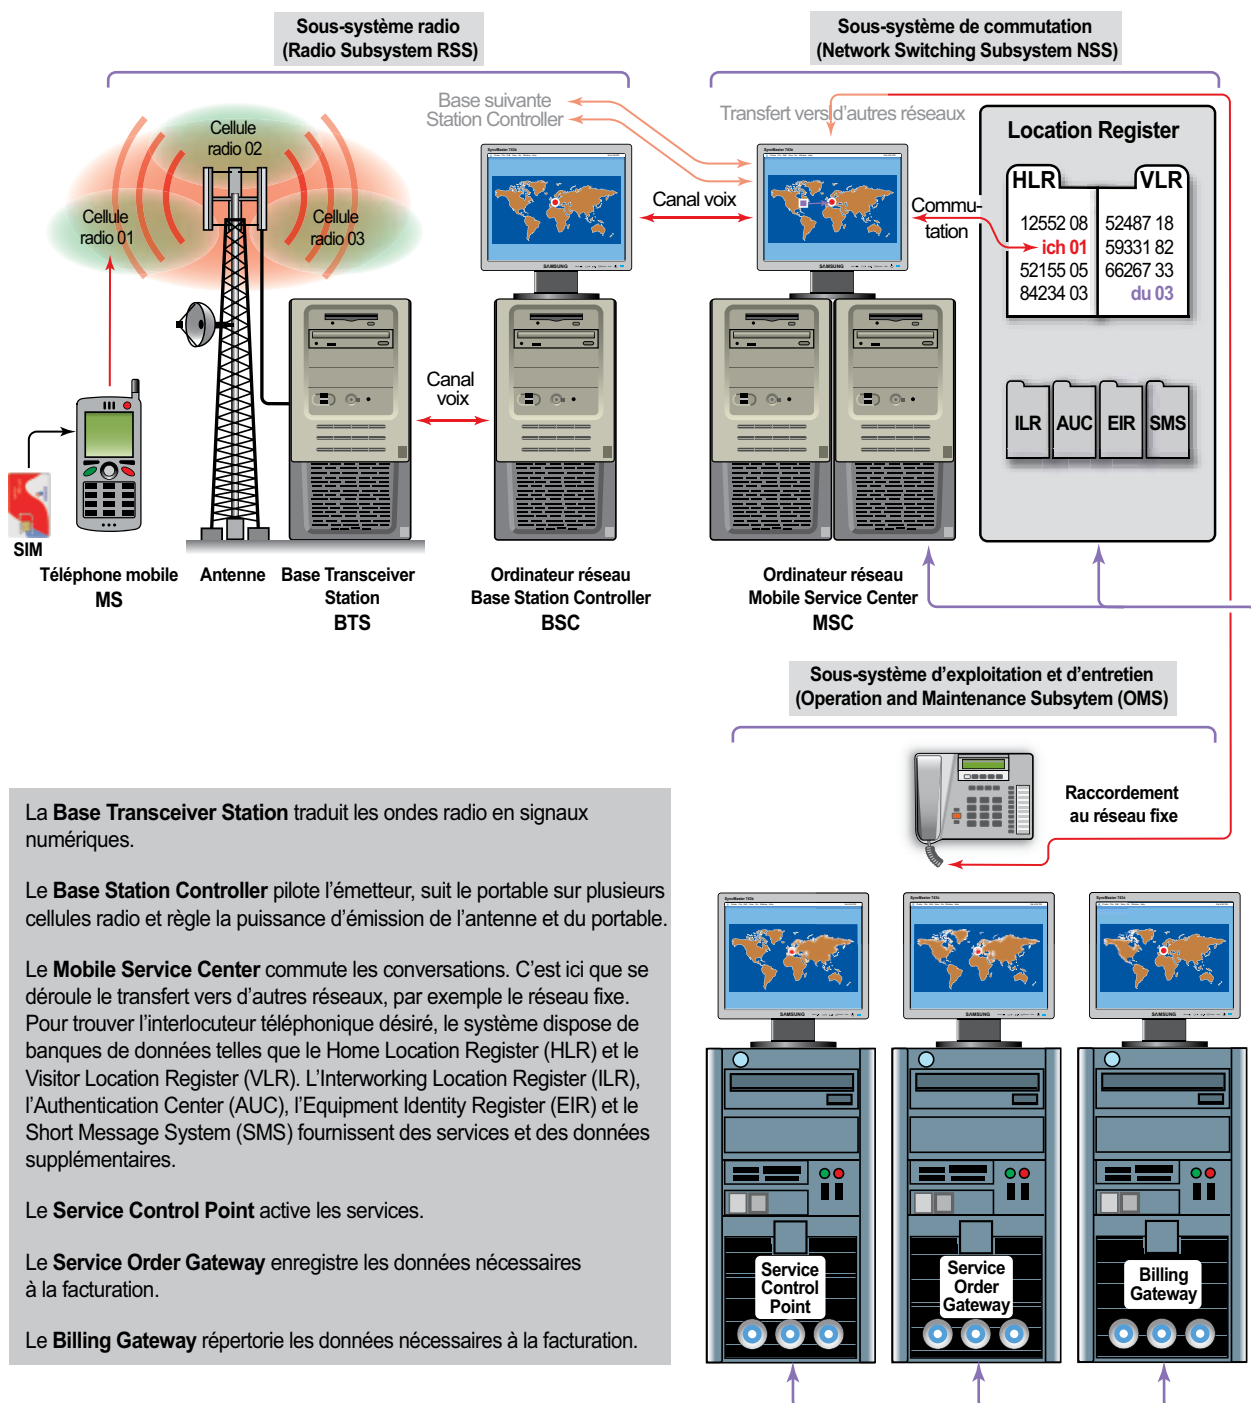 Sous-système radio
(Radio Subsystem RSS)
Sous-système de commutation
(Network Switching Subsystem NSS)
Base suivante
Station Controller
Transfert vers d'autres réseaux
Cellule
radio 02
Cellule
radio 01
Cellule
radio 03
Canal voix
Commu-
tation
Location Register
HLR
VLR
12552 08
ich 01
52155 05
84234 03
52487 18
59331 82
66267 33
du 03
SAMSUNG
SAMSUNG
Canal
voix
ILR
AUC
EIR
SMS
SIM
Téléphone mobile
MS
Antenne
Base Transceiver
Station
BTS
Ordinateur réseau
Base Station Controller
BSC
Ordinateur réseau
Mobile Service Center
MSC
Sous-système d'exploitation et d'entretien
(Operation and Maintenance Subsytem (OMS)
Raccordement
au réseau fixe
La Base Transceiver Station traduit les ondes radio en signaux
numériques.
Le Base Station Controller pilote l'émetteur, suit le portable sur plusieurs
cellules radio et règle la puissance d'émission de l'antenne et du portable.
Le Mobile Service Center commute les conversations. C'est ici que se
déroule le transfert vers d'autres réseaux, par exemple le réseau fixe.
Pour trouver l'interlocuteur téléphonique désiré, le système dispose de
banques de données telles que le Home Location Register (HLR) et le
Visitor Location Register (VLR). L'Interworking Location Register (ILR),
l'Authentication Center (AUC), l'Equipment Identity Register (EIR) et le
Short Message System (SMS) fournissent des services et des données
supplémentaires.
Le Service Control Point active les services.
Le Service Order Gateway enregistre les données nécessaires
à la facturation.
Le Billing Gateway répertorie les données nécessaires à la facturation.
SAMSUNG
SAMSUNG
SAMSUNG
Service
Control
Point
Service
Order
Gateway
Billing
Gateway